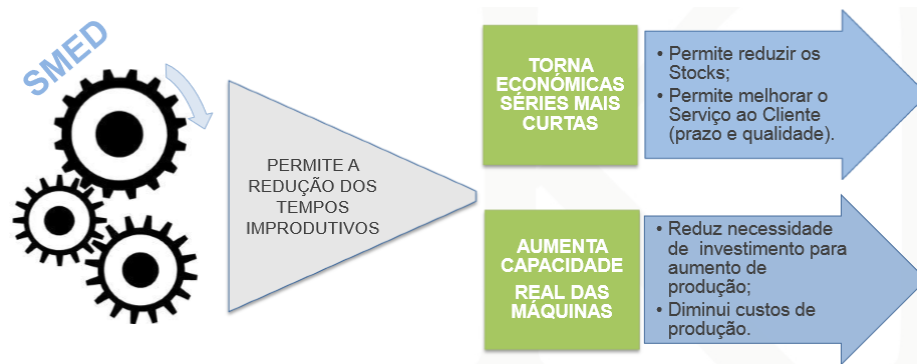 SMED
PERMITE A
REDUÇÃO DOS
TEMPOS
IMPRODUTIVOS
TORNA
ECONÓMICAS
SÉRIES MAIS
CURTAS
• Permite reduzir os
Stocks;
• Permite melhorar o
Serviço ao Cliente
(prazo e qualidade).
AUMENTA
CAPACIDADE
REAL DAS
MÁQUINAS
• Reduz necessidade
de  investimento para
aumento de
produção;
• Diminui custos de
produção.